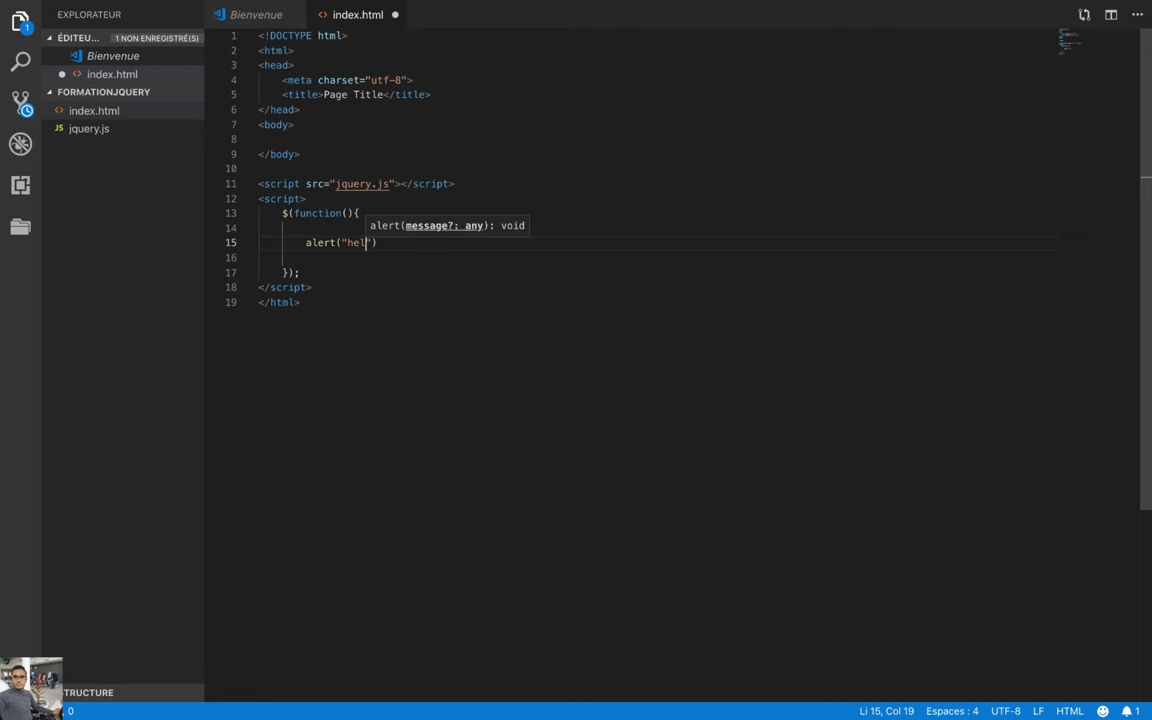 EXPLORATEUR
Bienvenue
index.html
1
ÉDITEU... 1 NON ENREGISTRÉ(S)
Bienvenue
index.html
FORMATIONJQUERY
index.html
JS jquery.js
1 <!DOCTYPE html>
2 <html>
3 <head>
4 <meta charset="utf-8">
5 <title>Page Title</title>
6 </head>
7 <body>
8
9 </body>
10
11 <script src="jquery.js"></script>
12 <script>
13 $(function(){
alert(message?: any): void
14
15 alert("hel")
16
17 });
18 </script>
19 </html>
TRUCTURE
0
Li 15, Col 19 Espaces : 4 UTF-8 LF HTML 1